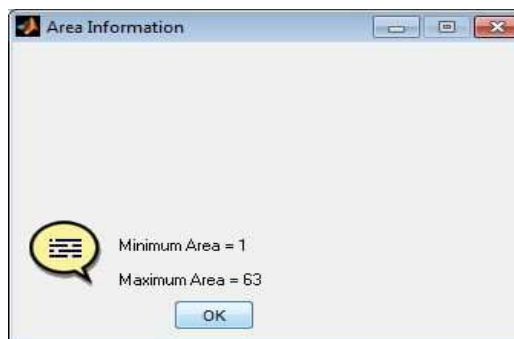 Area Information
Minimum Area = 1
Maximum Area = 63
OK